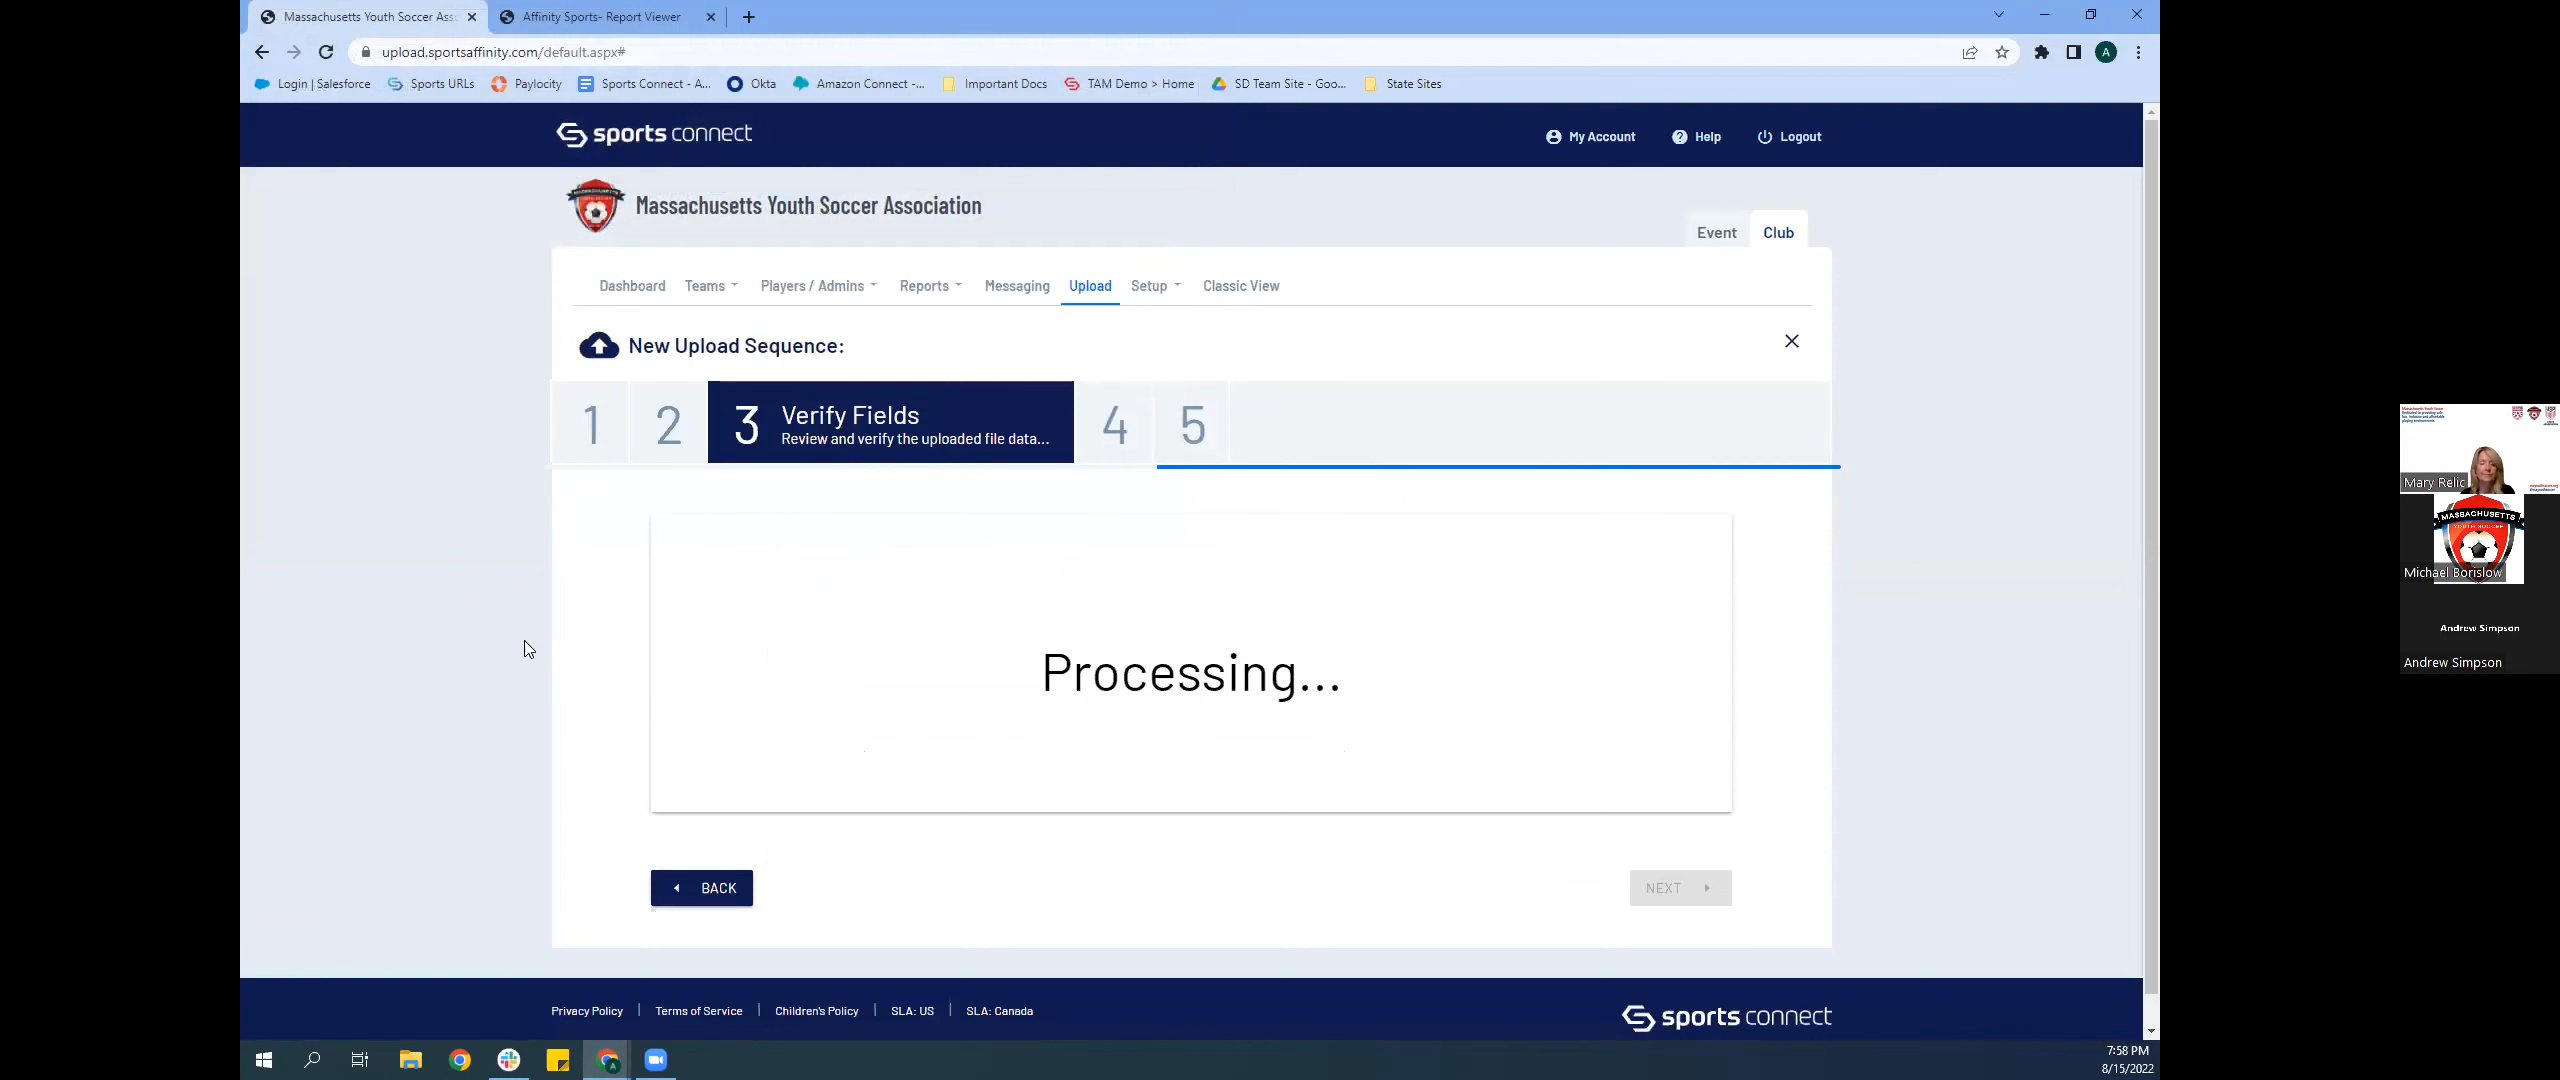 Massachusetts Youth Soccer Ass
Affinity Sports- Report Viewer
upload.sportsaffinity.com/default.aspx#
A
Login | Salesforce
Sports URLs
Paylocity
Sports Connect - A...
Okta
Amazon Connect -...
Important Docs
TAM Demo > Home
SD Team Site - Goo...
State Sites
sports connect
My Account
Help
Logout
Massachusetts Youth Soccer Association
Event
Club
Dashboard
Teams
Players / Admins
Reports
Messaging
Upload
Setup
Classic View
New Upload Sequence:
1
2
3
Verify Fields
Review and verify the uploaded file data...
4
5
Processing...
BACK
NEXT
Privacy Policy
Terms of Service
Children's Policy
SLA: US
SLA: Canada
sports connect
7:58 PM
8/15/2022
Mary Relic
MASSACHUSETTS
YOUTH SOCCER
Michael Borislow
Andrew Simpson
Andrew Simpson